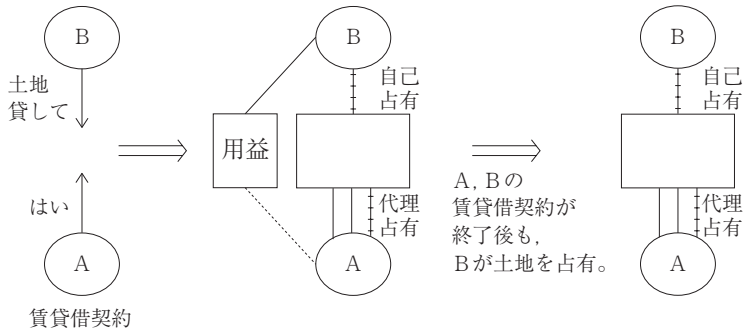 B
土地
貸して
はい
A
賃貸借契約
B
自己
占有
用益
代理
占有
A
A，Bの
賃貸借契約が
終了後も，
Bが土地を占有。
B
自己
占有
代理
占有
A